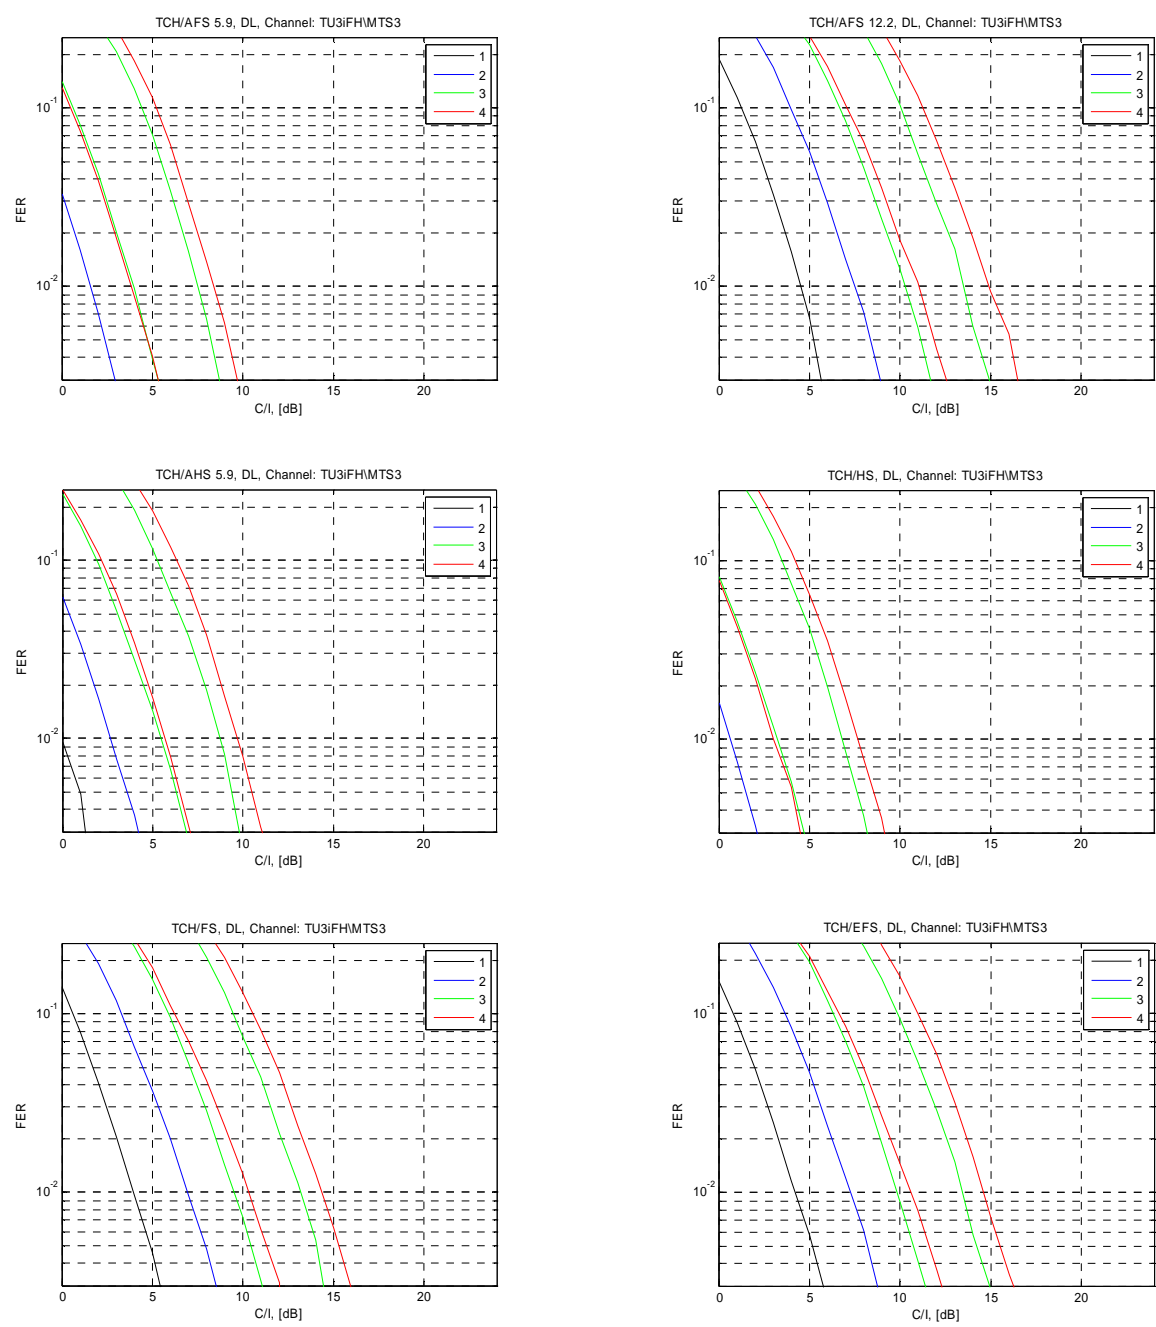 TCH/AFS 5.9, DL, Channel: TU3iFH\MTS3
1
2
3
4
10^-1
10^-2
FER
0 5 10 15 20
C/I, [dB]
TCH/AFS 12.2, DL, Channel: TU3iFH\MTS3
1
2
3
4
10^-1
10^-2
FER
0 5 10 15 20
C/I, [dB]
TCH/AHS 5.9, DL, Channel: TU3iFH\MTS3
1
2
3
4
10^-1
10^-2
FER
0 5 10 15 20
C/I, [dB]
TCH/HS, DL, Channel: TU3iFH\MTS3
1
2
3
4
10^-1
10^-2
FER
0 5 10 15 20
C/I, [dB]
TCH/FS, DL, Channel: TU3iFH\MTS3
1
2
3
4
10^-1
10^-2
FER
0 5 10 15 20
C/I, [dB]
TCH/EFS, DL, Channel: TU3iFH\MTS3
1
2
3
4
10^-1
10^-2
FER
0 5 10 15 20
C/I, [dB]